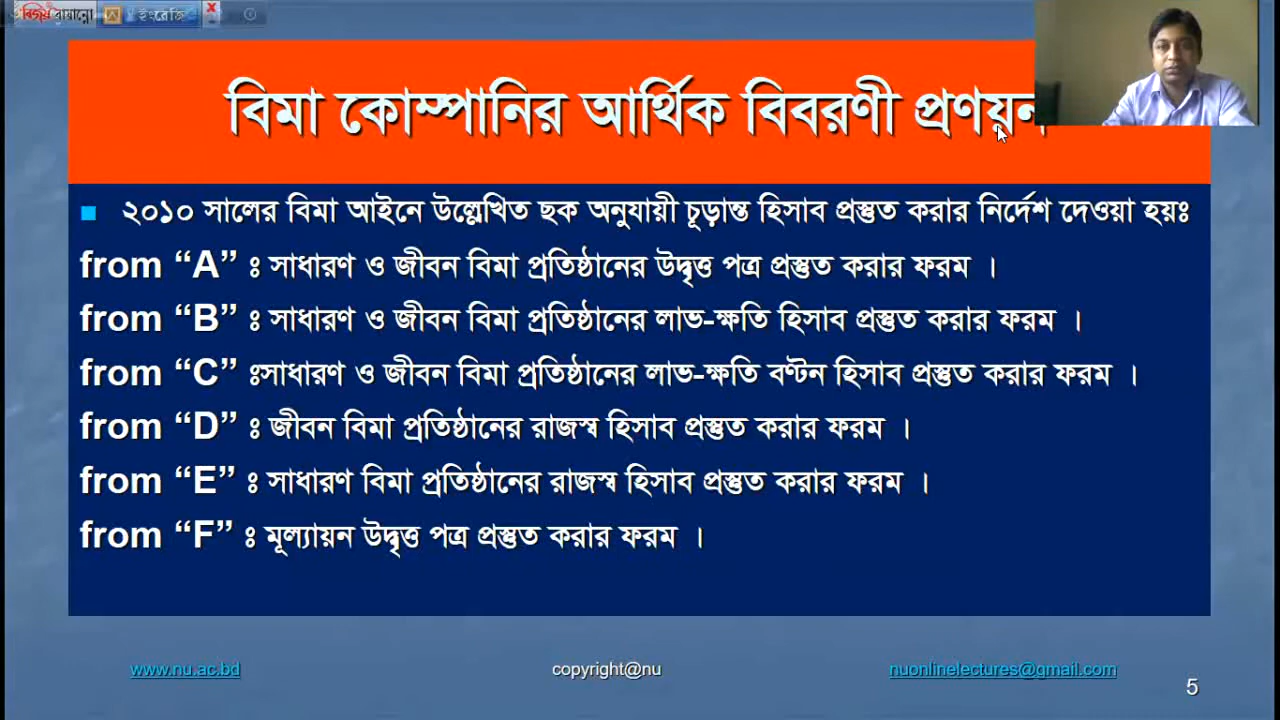 বিজয় বায়ান্নো ইংরেজি
বিমা কোম্পানির আর্থিক বিবরণী প্রণয়ন
২০১০ সালের বিমা আইনে উল্লেখিত ছক অনুযায়ী চূড়ান্ত হিসাব প্রস্তুত করার নির্দেশ দেওয়া হয়ঃ
from “A” ঃ সাধারণ ও জীবন বিমা প্রতিষ্ঠানের উদ্বৃত্ত পত্র প্রস্তুত করার ফরম ।
from “B” ঃ সাধারণ ও জীবন বিমা প্রতিষ্ঠানের লাভ-ক্ষতি হিসাব প্রস্তুত করার ফরম ।
from “C” ঃসাধারণ ও জীবন বিমা প্রতিষ্ঠানের লাভ-ক্ষতি বণ্টন হিসাব প্রস্তুত করার ফরম ।
from “D” ঃ জীবন বিমা প্রতিষ্ঠানের রাজস্ব হিসাব প্রস্তুত করার ফরম ।
from “E” ঃ সাধারণ বিমা প্রতিষ্ঠানের রাজস্ব হিসাব প্রস্তুত করার ফরম ।
from “F” ঃ মূল্যায়ন উদ্বৃত্ত পত্র প্রস্তুত করার ফরম ।
www.nu.ac.bd copyright@nu nuonlinelectures@gmail.com
5